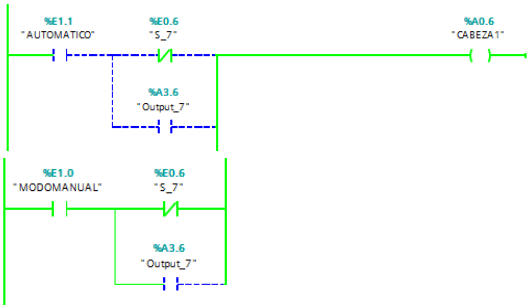 %E1.1
"AUTOMATICO"
%E0.6
"S_7"
%A0.6
"CABEZA1"
%A3.6
"Output_7"
%E1.0
"MODOMANUAL"
%E0.6
"S_7"
%A3.6
"Output_7"